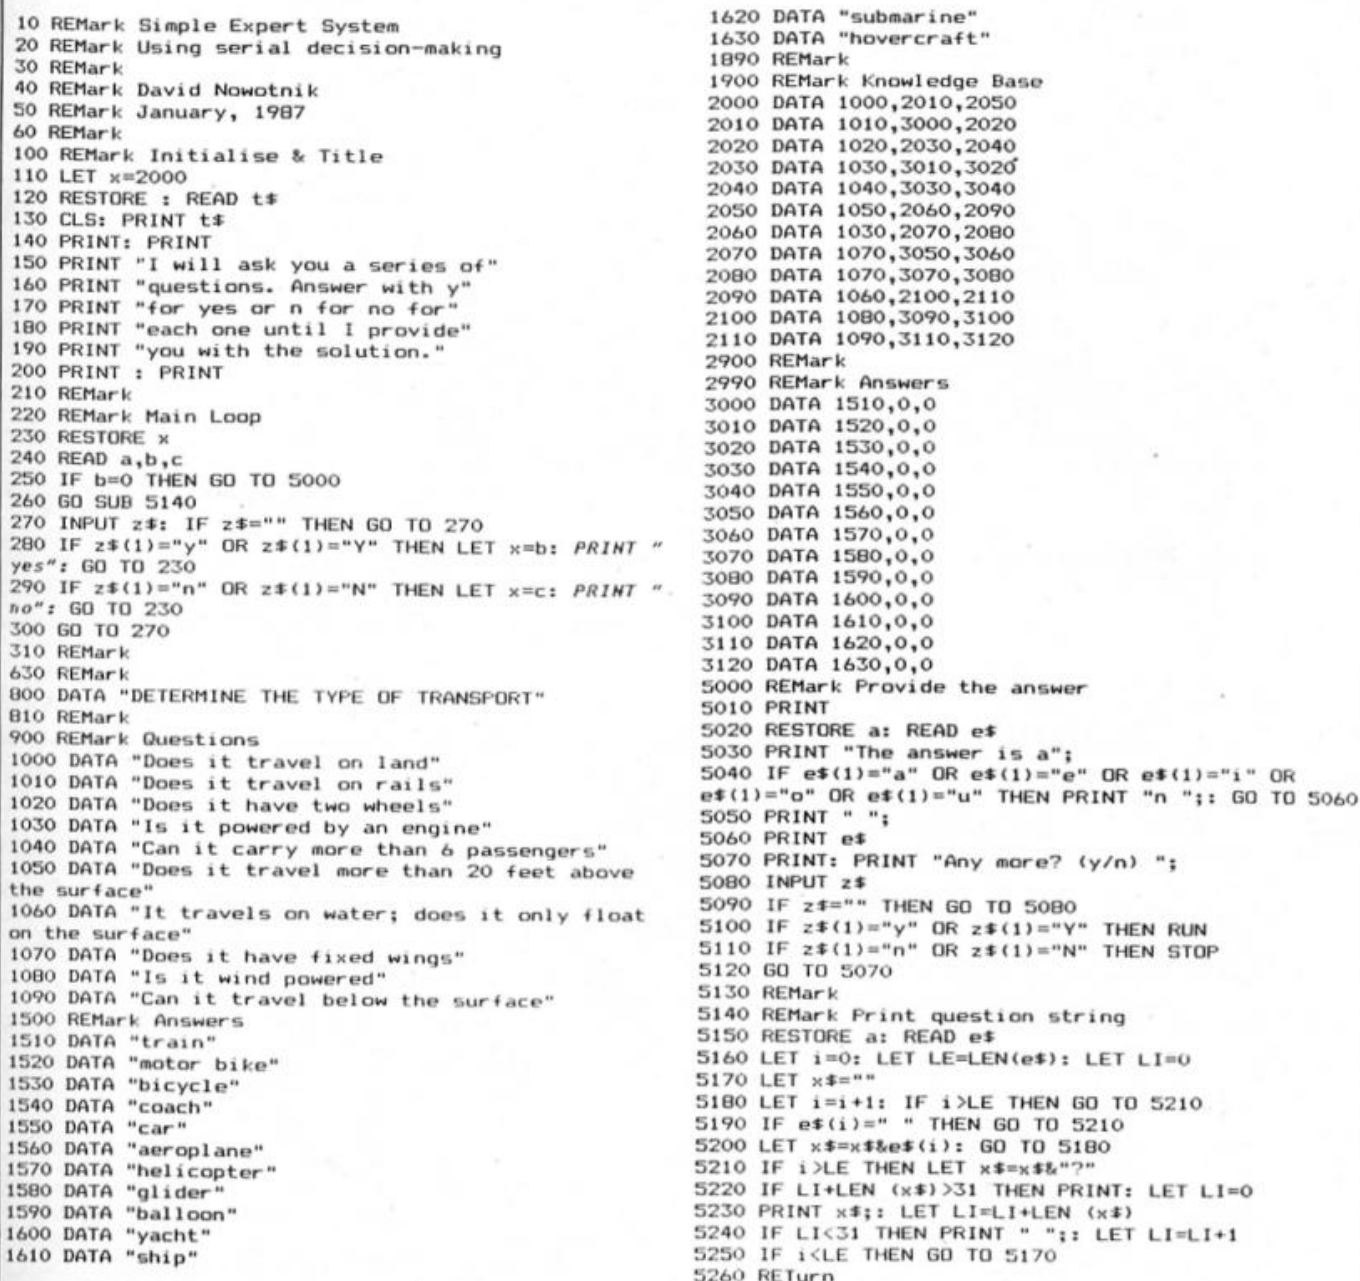 10 REMark Simple Expert System
20 REMark Using serial decision-making
30 REMark
40 REMark David Nowotnik
50 REMark January, 1987
60 REMark
100 REMark Initialise & Title
110 LET x=2000
120 RESTORE : READ t$
130 CLS: PRINT t$
140 PRINT: PRINT
150 PRINT "I will ask you a series of"
160 PRINT "questions. Answer with y"
170 PRINT "for yes or n for no for"
180 PRINT "each one until I provide"
190 PRINT "you with the solution."
200 PRINT : PRINT
210 REMark
220 REMark Main Loop
230 RESTORE x
240 READ a,b,c
250 IF b=0 THEN GO TO 5000
260 GO SUB 5140
270 INPUT z$: IF z$="" THEN GO TO 270
280 IF z$(1)="y" OR z$(1)="Y" THEN LET x=b: PRINT "
yes": GO TO 230
290 IF z$(1)="n" OR z$(1)="N" THEN LET x=c: PRINT "
no": GO TO 230
300 GO TO 270
310 REMark
630 REMark
800 DATA "DETERMINE THE TYPE OF TRANSPORT"
810 REMark
900 REMark Questions
1000 DATA "Does it travel on land"
1010 DATA "Does it travel on rails"
1020 DATA "Does it have two wheels"
1030 DATA "Is it powered by an engine"
1040 DATA "Can it carry more than 6 passengers"
1050 DATA "Does it travel more than 20 feet above
the surface"
1060 DATA "It travels on water; does it only float
on the surface"
1070 DATA "Does it have fixed wings"
1080 DATA "Is it wind powered"
1090 DATA "Can it travel below the surface"
1500 REMark Answers
1510 DATA "train"
1520 DATA "motor bike"
1530 DATA "bicycle"
1540 DATA "coach"
1550 DATA "car"
1560 DATA "aeroplane"
1570 DATA "helicopter"
1580 DATA "glider"
1590 DATA "balloon"
1600 DATA "yacht"
1610 DATA "ship"
1620 DATA "submarine"
1630 DATA "hovercraft"
1890 REMark
1900 REMark Knowledge Base
2000 DATA 1000,2010,2050
2010 DATA 1010,3000,2020
2020 DATA 1020,2030,2040
2030 DATA 1030,3010,3020
2040 DATA 1040,3030,3040
2050 DATA 1050,2060,2090
2060 DATA 1030,2070,2080
2070 DATA 1070,3050,3060
2080 DATA 1070,3070,3080
2090 DATA 1060,2100,2110
2100 DATA 1080,3090,3100
2110 DATA 1090,3110,3120
2900 REMark
2990 REMark Answers
3000 DATA 1510,0,0
3010 DATA 1520,0,0
3020 DATA 1530,0,0
3030 DATA 1540,0,0
3040 DATA 1550,0,0
3050 DATA 1560,0,0
3060 DATA 1570,0,0
3070 DATA 1580,0,0
3080 DATA 1590,0,0
3090 DATA 1600,0,0
3100 DATA 1610,0,0
3110 DATA 1620,0,0
3120 DATA 1630,0,0
5000 REMark Provide the answer
5010 PRINT
5020 RESTORE a: READ e$
5030 PRINT "The answer is a";
5040 IF e$(1)="a" OR e$(1)="e" OR e$(1)="i" OR
e$(1)="o" OR e$(1)="u" THEN PRINT "n ";: GO TO 5060
5050 PRINT " ";
5060 PRINT e$
5070 PRINT: PRINT "Any more? (y/n) ";
5080 INPUT z$
5090 IF z$="" THEN GO TO 5080
5100 IF z$(1)="y" OR z$(1)="Y" THEN RUN
5110 IF z$(1)="n" OR z$(1)="N" THEN STOP
5120 GO TO 5070
5130 REMark
5140 REMark Print question string
5150 RESTORE a: READ e$
5160 LET i=0: LET LE=LEN(e$): LET LI=0
5170 LET x$=""
5180 LET i=i+1: IF i>LE THEN GO TO 5210
5190 IF e$(i)=" " THEN GO TO 5210
5200 LET x$=x$&e$(i): GO TO 5180
5210 IF i>LE THEN LET x$=x$&"?"
5220 IF LI+LEN (x$)>31 THEN PRINT: LET LI=0
5230 PRINT x$;: LET LI=LI+LEN (x$)
5240 IF LI<31 THEN PRINT " ";: LET LI=LI+1
5250 IF i<LE THEN GO TO 5170
5260 RETurn